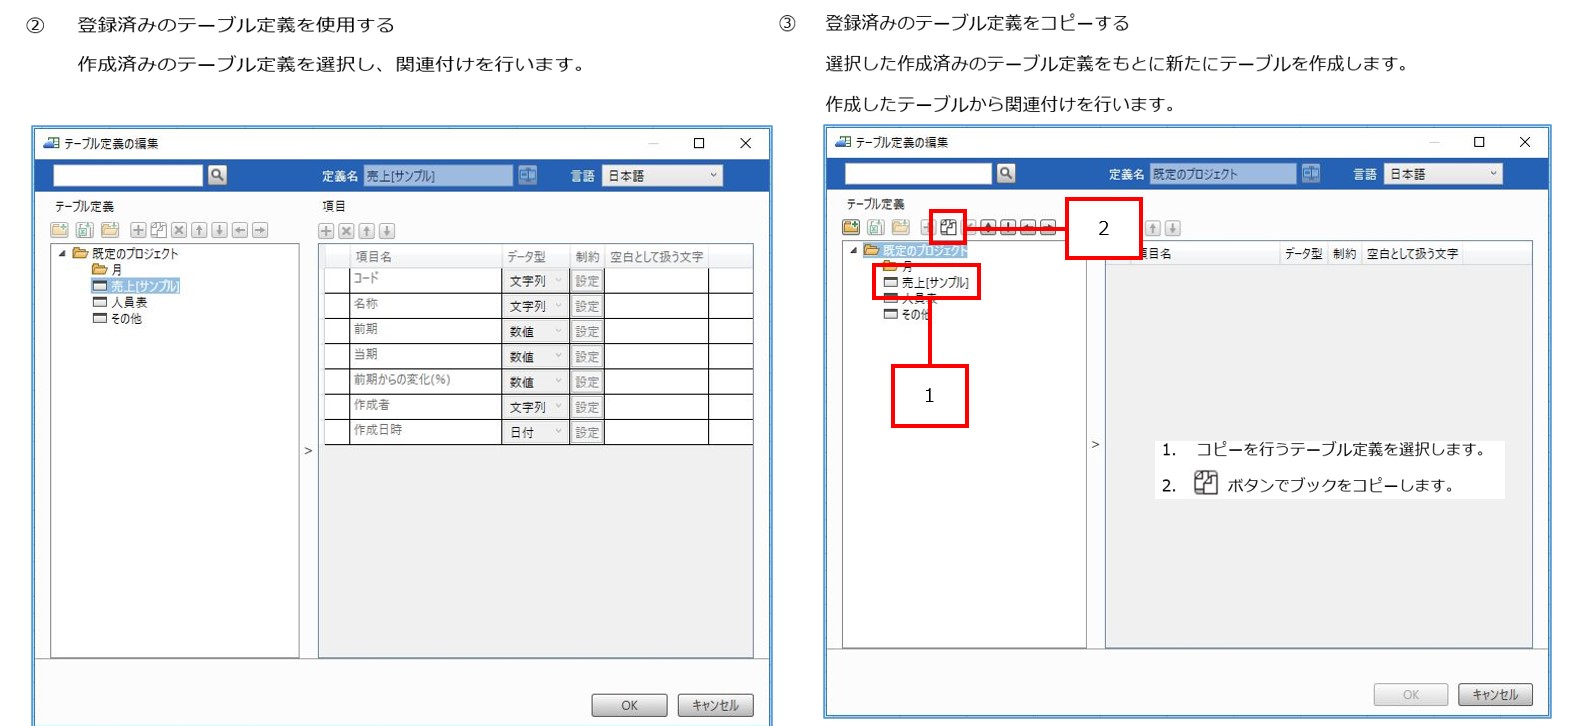 ② 登録済みのテーブル定義を使用する
作成済みのテーブル定義を選択し、関連付けを行います。
テーブル定義の編集
定義名 売上[サンプル] 言語 日本語
テーブル定義
項目
既定のプロジェクト
月
売上[サンプル]
人員表
その他
項目名 データ型 制約 空白として扱う文字
コード 文字列 設定
名称 文字列 設定
前期 数値 設定
当期 数値 設定
前期からの変化(%) 数値 設定
作成者 文字列 設定
作成日時 日付 設定
>
OK キャンセル
③ 登録済みのテーブル定義をコピーする
選択した作成済みのテーブル定義をもとに新たにテーブルを作成します。
作成したテーブルから関連付けを行います。
テーブル定義の編集
定義名 既定のプロジェクト 言語 日本語
テーブル定義
2
既定のプロジェクト
月
売上[サンプル]
人員表
その他
1
項目名 データ型 制約 空白として扱う文字
>
1. コピーを行うテーブル定義を選択します。
2. ボタンでブックをコピーします。
OK キャンセル